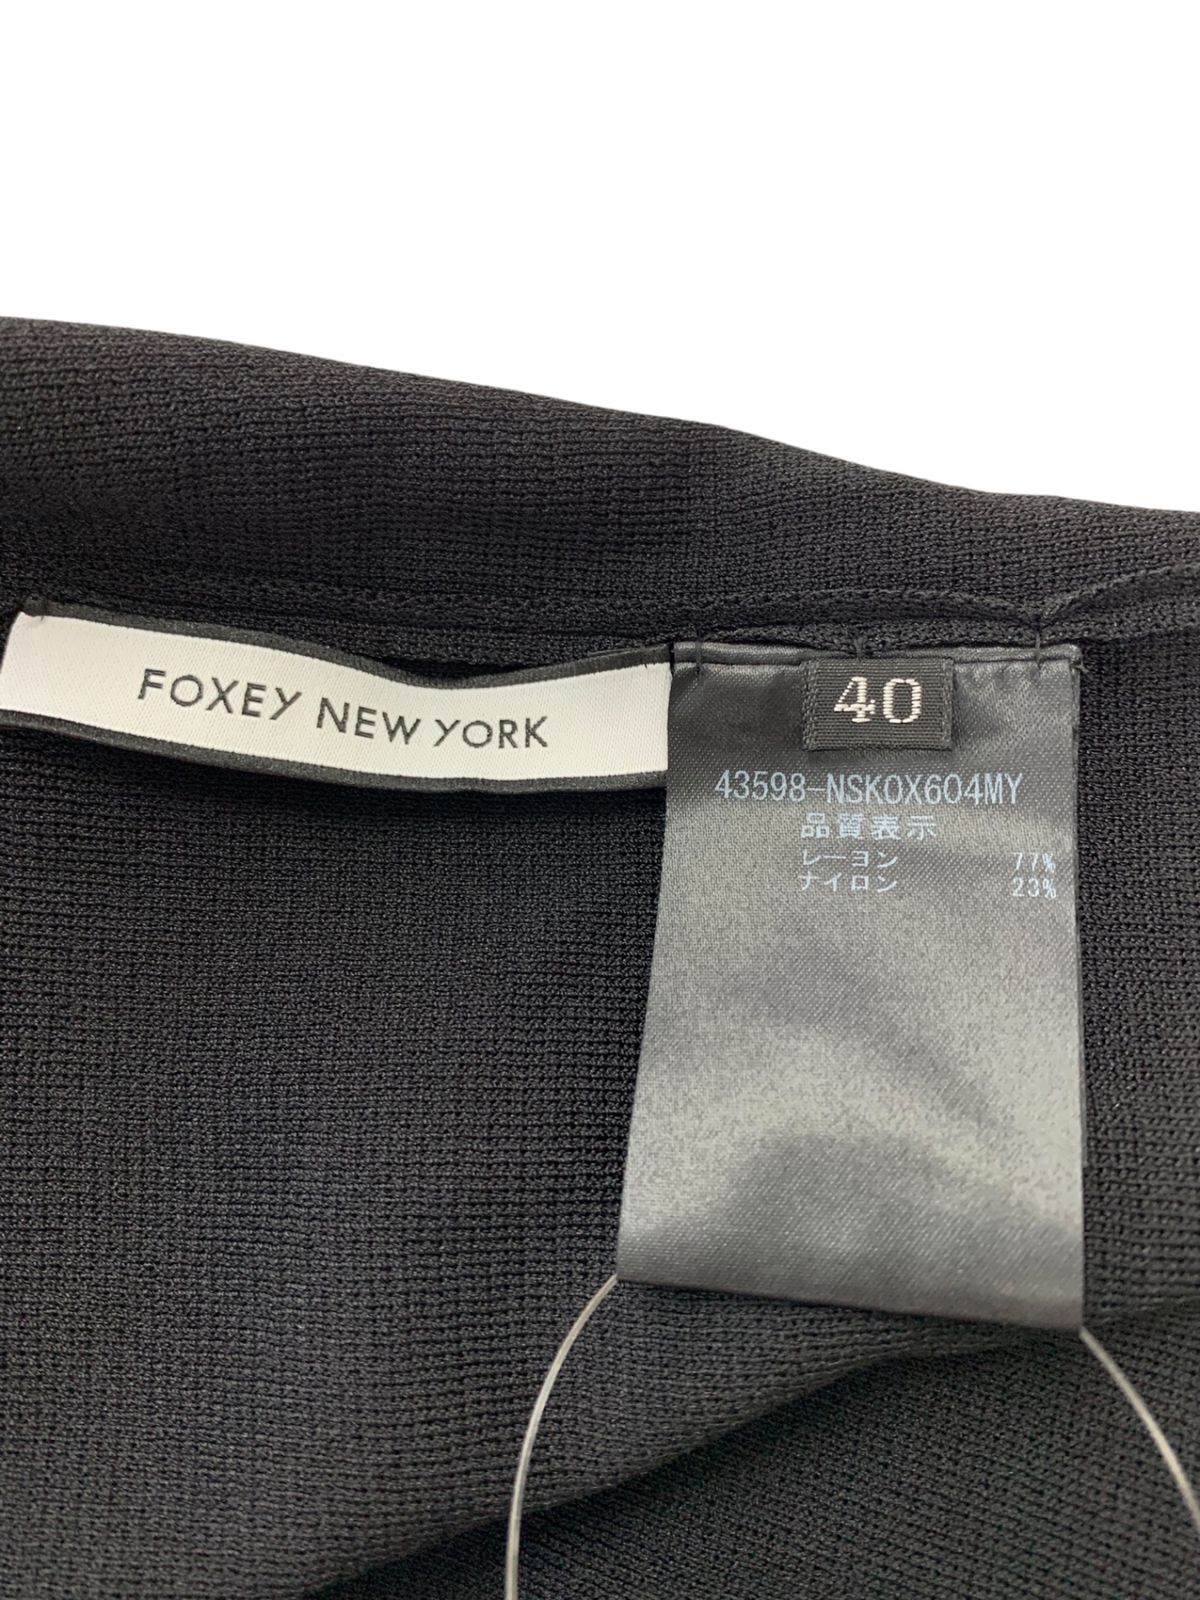 FOXEY NEW YORK
40
43598-NSKOX604MY
品質表示
レーヨン 77%
ナイロン 23%